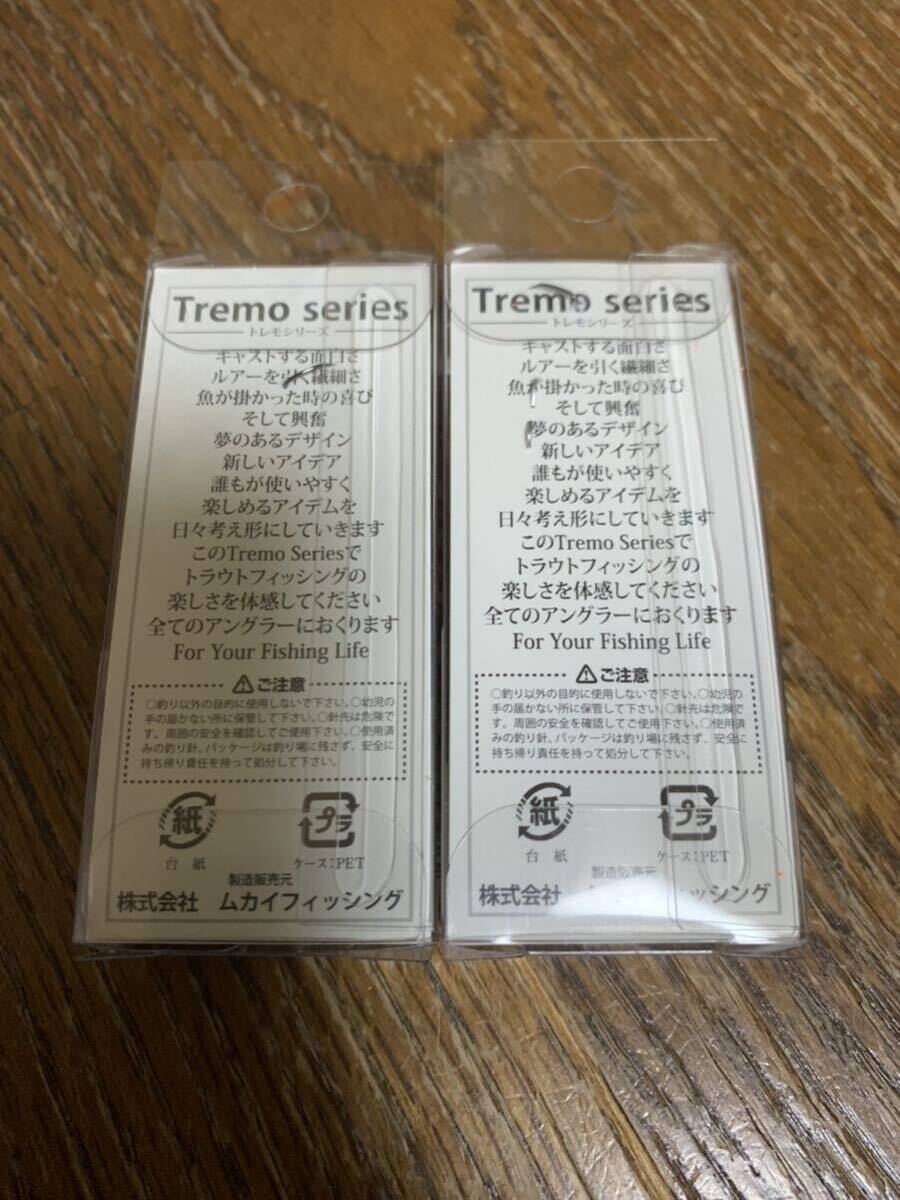 Tremo series
トレモシリーズ
キャストする面白さ
ルアーを引く繊細さ
魚が掛かった時の喜び
そして興奮
夢のあるデザイン
新しいアイデア
誰もが使いやすく
楽しめるアイテムを
日々考え形にしていきます
このTremo Seriesで
トラウトフィッシングの
楽しさを体感してください
全てのアングラーにおくります
For Your Fishing Life
ご注意
○釣り以外の目的に使用しないで下さい。○幼児の
手の届かない所に保管して下さい。○針先は危険で
す。周囲の安全を確認してご使用下さい。○使用済
みの釣り針、パッケージは釣り場に残さず、安全に
持ち帰り責任を持って処分して下さい。
紙
プラ
台紙
ケース:PET
製造販売元
株式会社 ムカイフィッシング
Tremo series
トレモシリーズ
キャストする面白さ
ルアーを引く繊細さ
魚が掛かった時の喜び
そして興奮
夢のあるデザイン
新しいアイデア
誰もが使いやすく
楽しめるアイテムを
日々考え形にしていきます
このTremo Seriesで
トラウトフィッシングの
楽しさを体感してください
全てのアングラーにおくります
For Your Fishing Life
ご注意
○釣り以外の目的に使用しないで下さい。○幼児の
手の届かない所に保管して下さい。○針先は危険で
す。周囲の安全を確認してご使用下さい。○使用済
みの釣り針、パッケージは釣り場に残さず、安全に
持ち帰り責任を持って処分して下さい。
紙
プラ
台紙
ケース:PET
製造販売元
株式会社 ッシング